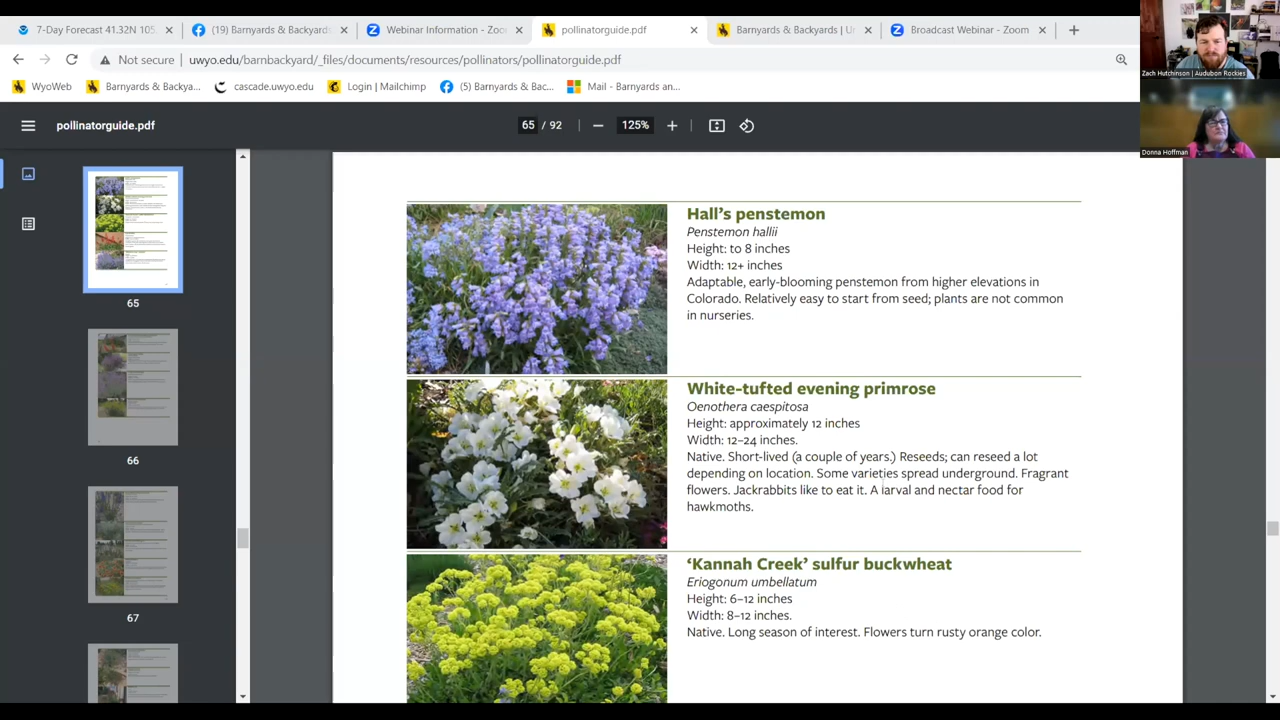 7-Day Forecast 41.32N 105.
(19) Barnyards & Backyards
Webinar Information - Zoo
pollinatorguide.pdf
Barnyards & Backyards | U
Broadcast Webinar - Zoom
Not secure | uwyo.edu/barnbackyard/_files/documents/resources/pollinators/pollinatorguide.pdf
WyoWeb
Barnyards & Backya...
cascade.uwyo.edu
Login | Mailchimp
(5) Barnyards & Bac...
Mail - Barnyards an...
Zach Hutchinson | Audubon Rockies
Donna Hoffman
pollinatorguide.pdf
65 / 92
125%
65
66
67
Hall's penstemon
Penstemon hallii
Height: to 8 inches
Width: 12+ inches
Adaptable, early-blooming penstemon from higher elevations in
Colorado. Relatively easy to start from seed; plants are not common
in nurseries.
White-tufted evening primrose
Oenothera caespitosa
Height: approximately 12 inches
Width: 12–24 inches.
Native. Short-lived (a couple of years.) Reseeds; can reseed a lot
depending on location. Some varieties spread underground. Fragrant
flowers. Jackrabbits like to eat it. A larval and nectar food for
hawkmoths.
'Kannah Creek' sulfur buckwheat
Eriogonum umbellatum
Height: 6–12 inches
Width: 8–12 inches.
Native. Long season of interest. Flowers turn rusty orange color.